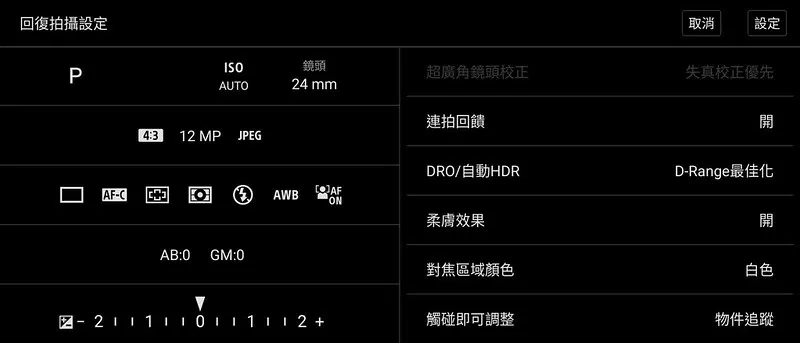 回復拍攝設定 取消 設定
P ISO AUTO 鏡頭 24 mm
4:3 12 MP JPEG
AF-C AWB AF ON
AB:0 GM:0
− 2 1 0 1 2 +
超廣角鏡頭校正 失真校正優先
連拍回饋 開
DRO/自動HDR D-Range最佳化
柔膚效果 開
對焦區域顏色 白色
觸碰即可調整 物件追蹤